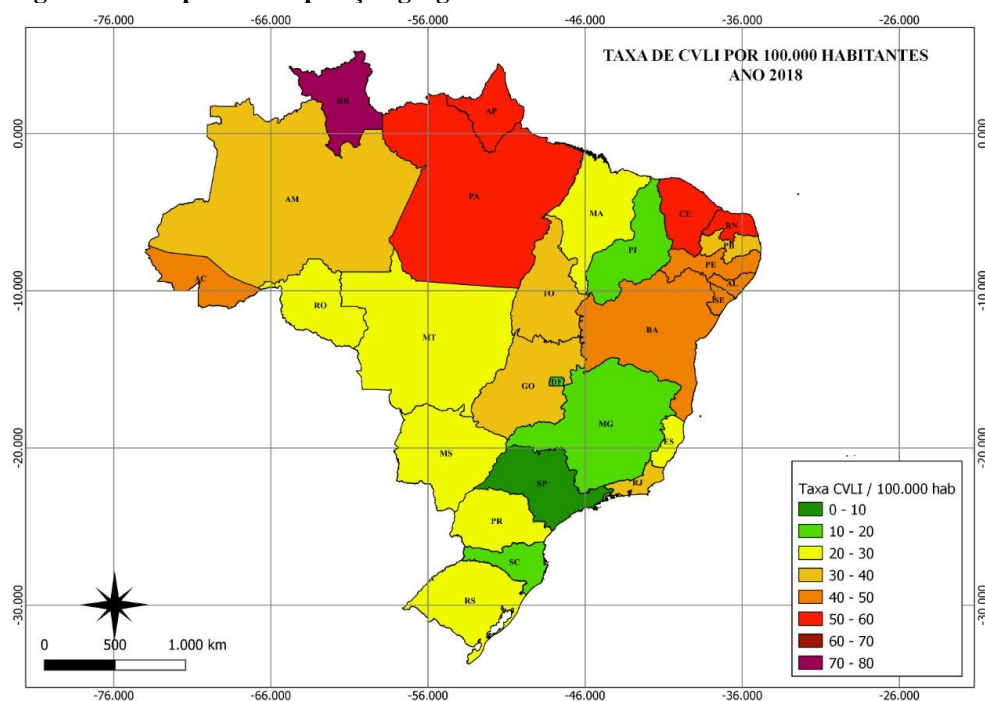 -76.000 -66.000 -56.000 -46.000 -36.000 -26.000
TAXA DE CVLI POR 100.000 HABITANTES
ANO 2018
0.000 0.000
RR
AP
AM
PA
MA
CE
RN
PB
PI
PE
AL
SE
AC
TO
-10.000 -10.000
RO
BA
MT
GO
DF
MG
ES
-20.000 -20.000
MS
SP
RJ
PR
SC
RS
-30.000 -30.000
Taxa CVLI / 100.000 hab
0 - 10
10 - 20
20 - 30
30 - 40
40 - 50
50 - 60
60 - 70
70 - 80
0 500 1.000 km
-76.000 -66.000 -56.000 -46.000 -36.000 -26.000